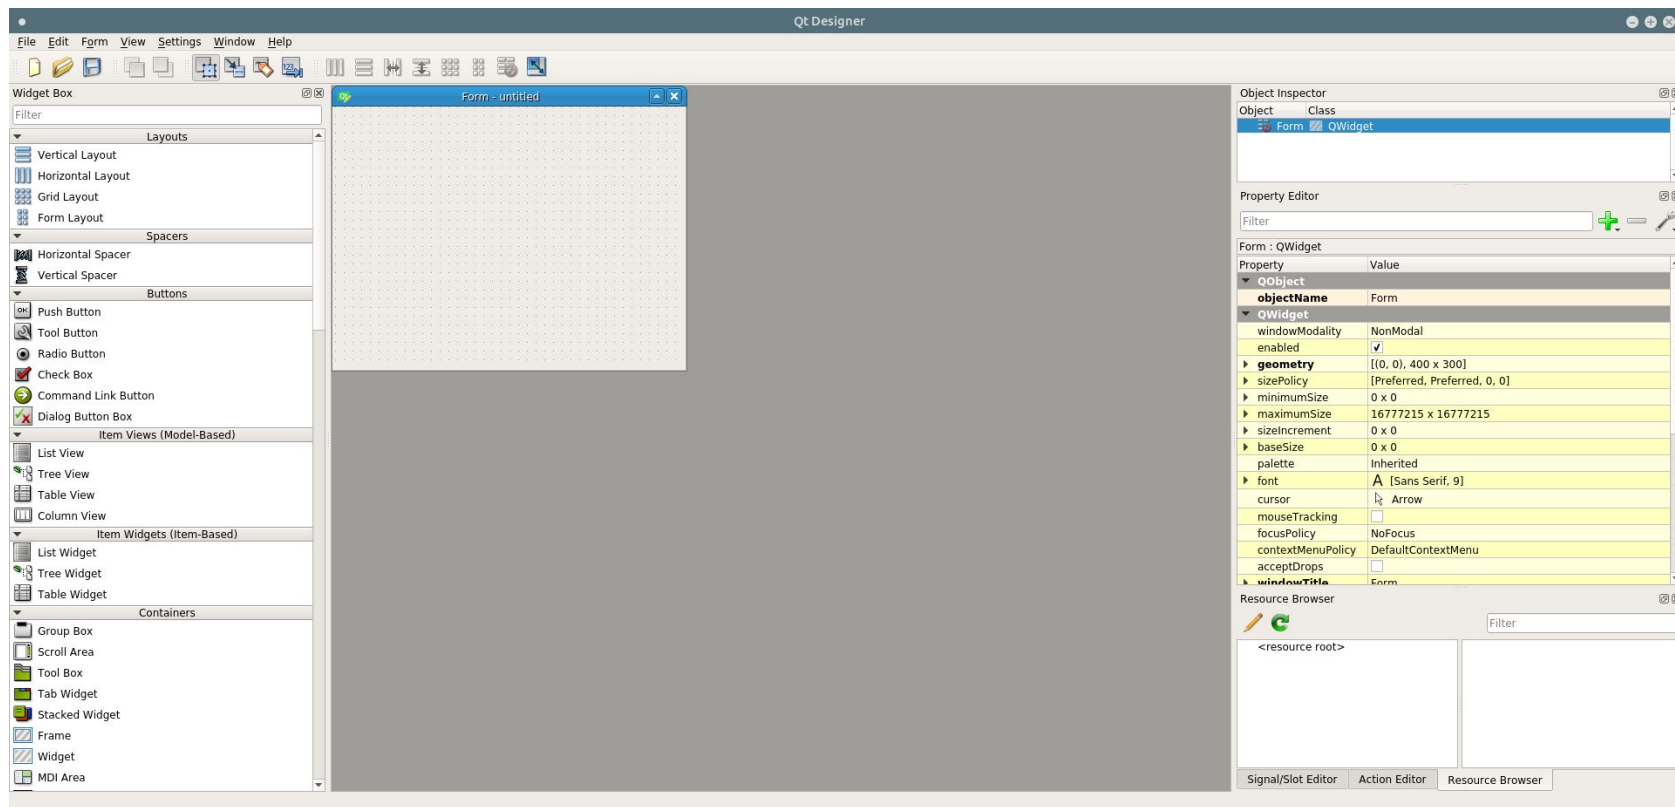 Qt Designer
File Edit Form View Settings Window Help
Widget Box
Filter
Layouts
Vertical Layout
Horizontal Layout
Grid Layout
Form Layout
Spacers
Horizontal Spacer
Vertical Spacer
Buttons
Push Button
Tool Button
Radio Button
Check Box
Command Link Button
Dialog Button Box
Item Views (Model-Based)
List View
Tree View
Table View
Column View
Item Widgets (Item-Based)
List Widget
Tree Widget
Table Widget
Containers
Group Box
Scroll Area
Tool Box
Tab Widget
Stacked Widget
Frame
Widget
MDI Area
Form - untitled
Object Inspector
Object Class
Form QWidget
Property Editor
Filter
Form : QWidget
Property Value
QObject
objectName Form
QWidget
windowModality NonModal
enabled
geometry [(0, 0), 400 x 300]
sizePolicy [Preferred, Preferred, 0, 0]
minimumSize 0 x 0
maximumSize 16777215 x 16777215
sizeIncrement 0 x 0
baseSize 0 x 0
palette Inherited
font A [Sans Serif, 9]
cursor Arrow
mouseTracking
focusPolicy NoFocus
contextMenuPolicy DefaultContextMenu
acceptDrops
windowTitle Form
Resource Browser
Filter
<resource root>
Signal/Slot Editor Action Editor Resource Browser